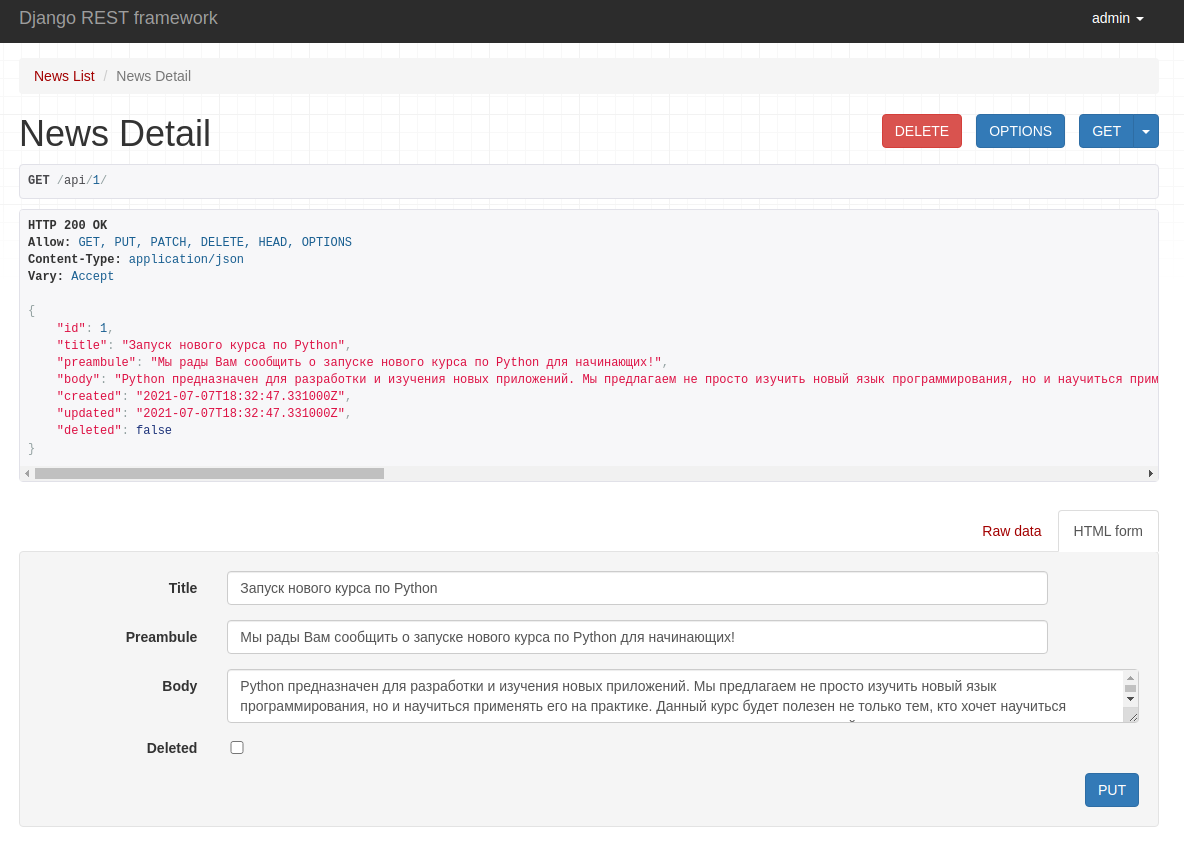 Django REST framework
admin
News List / News Detail
News Detail
DELETE
OPTIONS
GET
GET /api/1/
HTTP 200 OK
Allow: GET, PUT, PATCH, DELETE, HEAD, OPTIONS
Content-Type: application/json
Vary: Accept
{
"id": 1,
"title": "Запуск нового курса по Python",
"preambule": "Мы рады Вам сообщить о запуске нового курса по Python для начинающих!",
"body": "Python предназначен для разработки и изучения новых приложений. Мы предлагаем не просто изучить новый язык программирования, но и научиться прим
"created": "2021-07-07T18:32:47.331000Z",
"updated": "2021-07-07T18:32:47.331000Z",
"deleted": false
}
Raw data
HTML form
Title
Запуск нового курса по Python
Preambule
Мы рады Вам сообщить о запуске нового курса по Python для начинающих!
Body
Python предназначен для разработки и изучения новых приложений. Мы предлагаем не просто изучить новый язык
программирования, но и научиться применять его на практике. Данный курс будет полезен не только тем, кто хочет научиться
Deleted
PUT